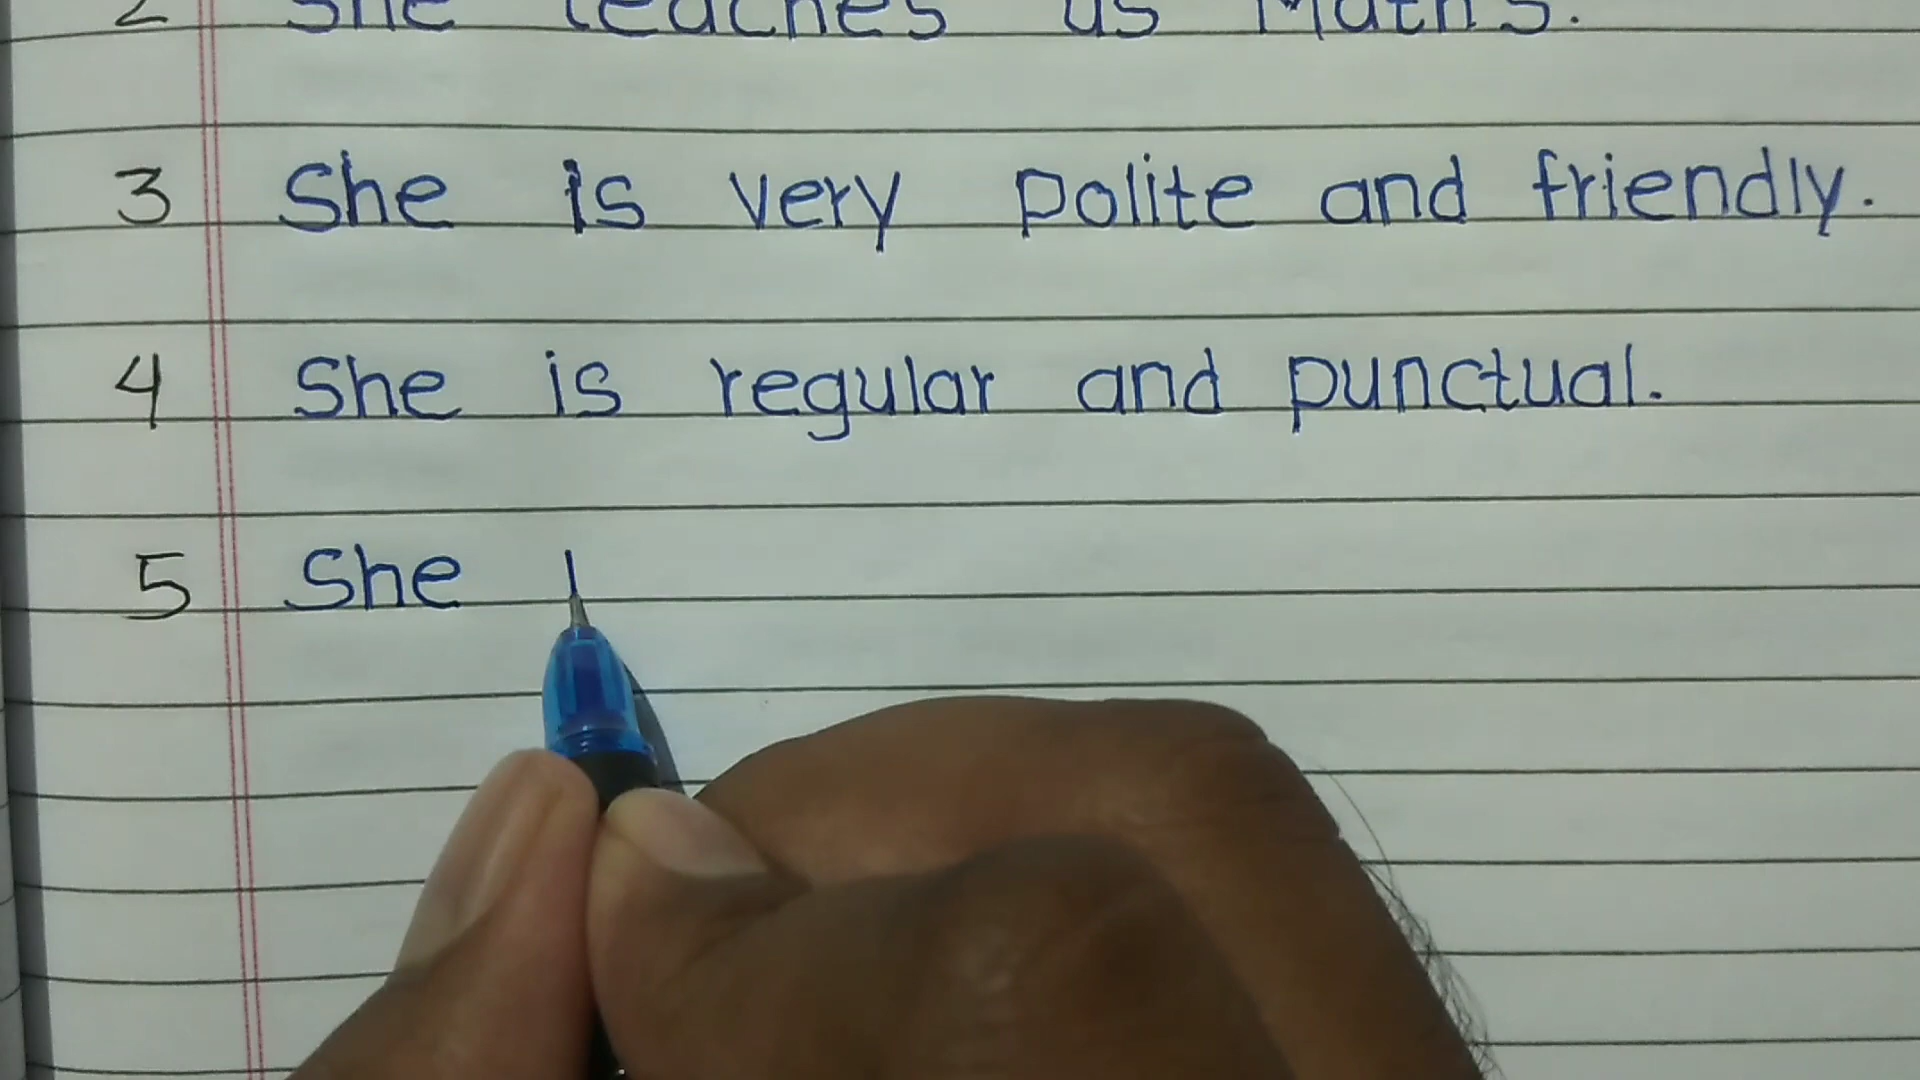 2 She teaches us Maths.
3 She is very polite and friendly.
4 She is regular and punctual.
5 She